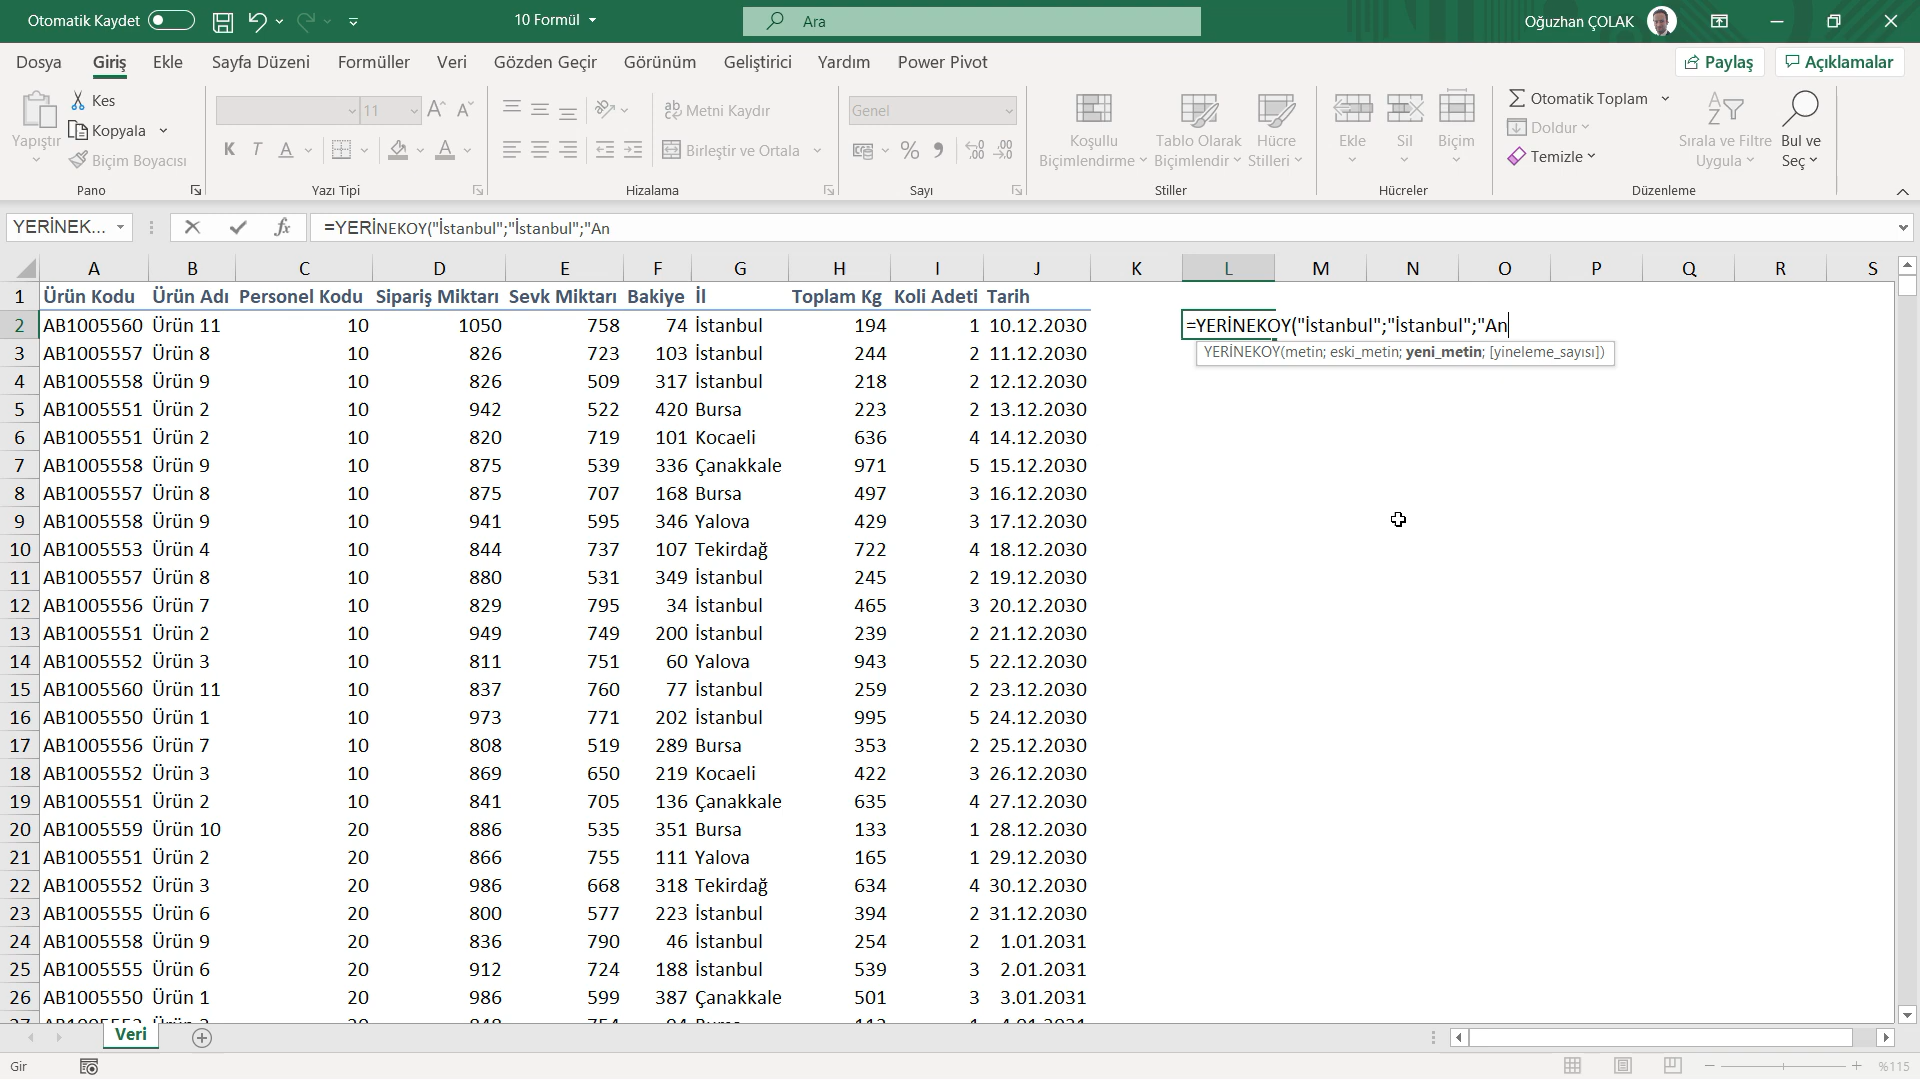 Otomatik Kaydet
10 Formül
Ara
Oğuzhan ÇOLAK
Dosya Giriş Ekle Sayfa Düzeni Formüller Veri Gözden Geçir Görünüm Geliştirici Yardım Power Pivot Paylaş Açıklamalar
Yapıştır
Kes
Kopyala
Biçim Boyacısı
Pano
11
K T A
Yazı Tipi
Metni Kaydır
Birleştir ve Ortala
Hizalama
Genel
Sayı
Koşullu Biçimlendirme
Tablo Olarak Biçimlendir
Hücre Stilleri
Stiller
Ekle
Sil
Biçim
Hücreler
Otomatik Toplam
Doldur
Temizle
Sırala ve Filtre Uygula
Bul ve Seç
Düzenleme
YERİNEK... fx =YERİNEKOY("İstanbul";"İstanbul";"An
A B C D E F G H I J K L M N O P Q R S
1 Ürün Kodu Ürün Adı Personel Kodu Sipariş Miktarı Sevk Miktarı Bakiye İl Toplam Kg Koli Adeti Tarih
2 AB1005560 Ürün 11 10 1050 758 74 İstanbul 194 1 10.12.2030 =YERİNEKOY("İstanbul";"İstanbul";"An
YERİNEKOY(metin; eski_metin; yeni_metin; [yineleme_sayısı])
3 AB1005557 Ürün 8 10 826 723 103 İstanbul 244 2 11.12.2030
4 AB1005558 Ürün 9 10 826 509 317 İstanbul 218 2 12.12.2030
5 AB1005551 Ürün 2 10 942 522 420 Bursa 223 2 13.12.2030
6 AB1005551 Ürün 2 10 820 719 101 Kocaeli 636 4 14.12.2030
7 AB1005558 Ürün 9 10 875 539 336 Çanakkale 971 5 15.12.2030
8 AB1005557 Ürün 8 10 875 707 168 Bursa 497 3 16.12.2030
9 AB1005558 Ürün 9 10 941 595 346 Yalova 429 3 17.12.2030
10 AB1005553 Ürün 4 10 844 737 107 Tekirdağ 722 4 18.12.2030
11 AB1005557 Ürün 8 10 880 531 349 İstanbul 245 2 19.12.2030
12 AB1005556 Ürün 7 10 829 795 34 İstanbul 465 3 20.12.2030
13 AB1005551 Ürün 2 10 949 749 200 İstanbul 239 2 21.12.2030
14 AB1005552 Ürün 3 10 811 751 60 Yalova 943 5 22.12.2030
15 AB1005560 Ürün 11 10 837 760 77 İstanbul 259 2 23.12.2030
16 AB1005550 Ürün 1 10 973 771 202 İstanbul 995 5 24.12.2030
17 AB1005556 Ürün 7 10 808 519 289 Bursa 353 2 25.12.2030
18 AB1005552 Ürün 3 10 869 650 219 Kocaeli 422 3 26.12.2030
19 AB1005551 Ürün 2 10 841 705 136 Çanakkale 635 4 27.12.2030
20 AB1005559 Ürün 10 20 886 535 351 Bursa 133 1 28.12.2030
21 AB1005551 Ürün 2 20 866 755 111 Yalova 165 1 29.12.2030
22 AB1005552 Ürün 3 20 986 668 318 Tekirdağ 634 4 30.12.2030
23 AB1005555 Ürün 6 20 800 577 223 İstanbul 394 2 31.12.2030
24 AB1005558 Ürün 9 20 836 790 46 İstanbul 254 2 1.01.2031
25 AB1005555 Ürün 6 20 912 724 188 İstanbul 539 3 2.01.2031
26 AB1005550 Ürün 1 20 986 599 387 Çanakkale 501 3 3.01.2031
Veri
Gir
%115